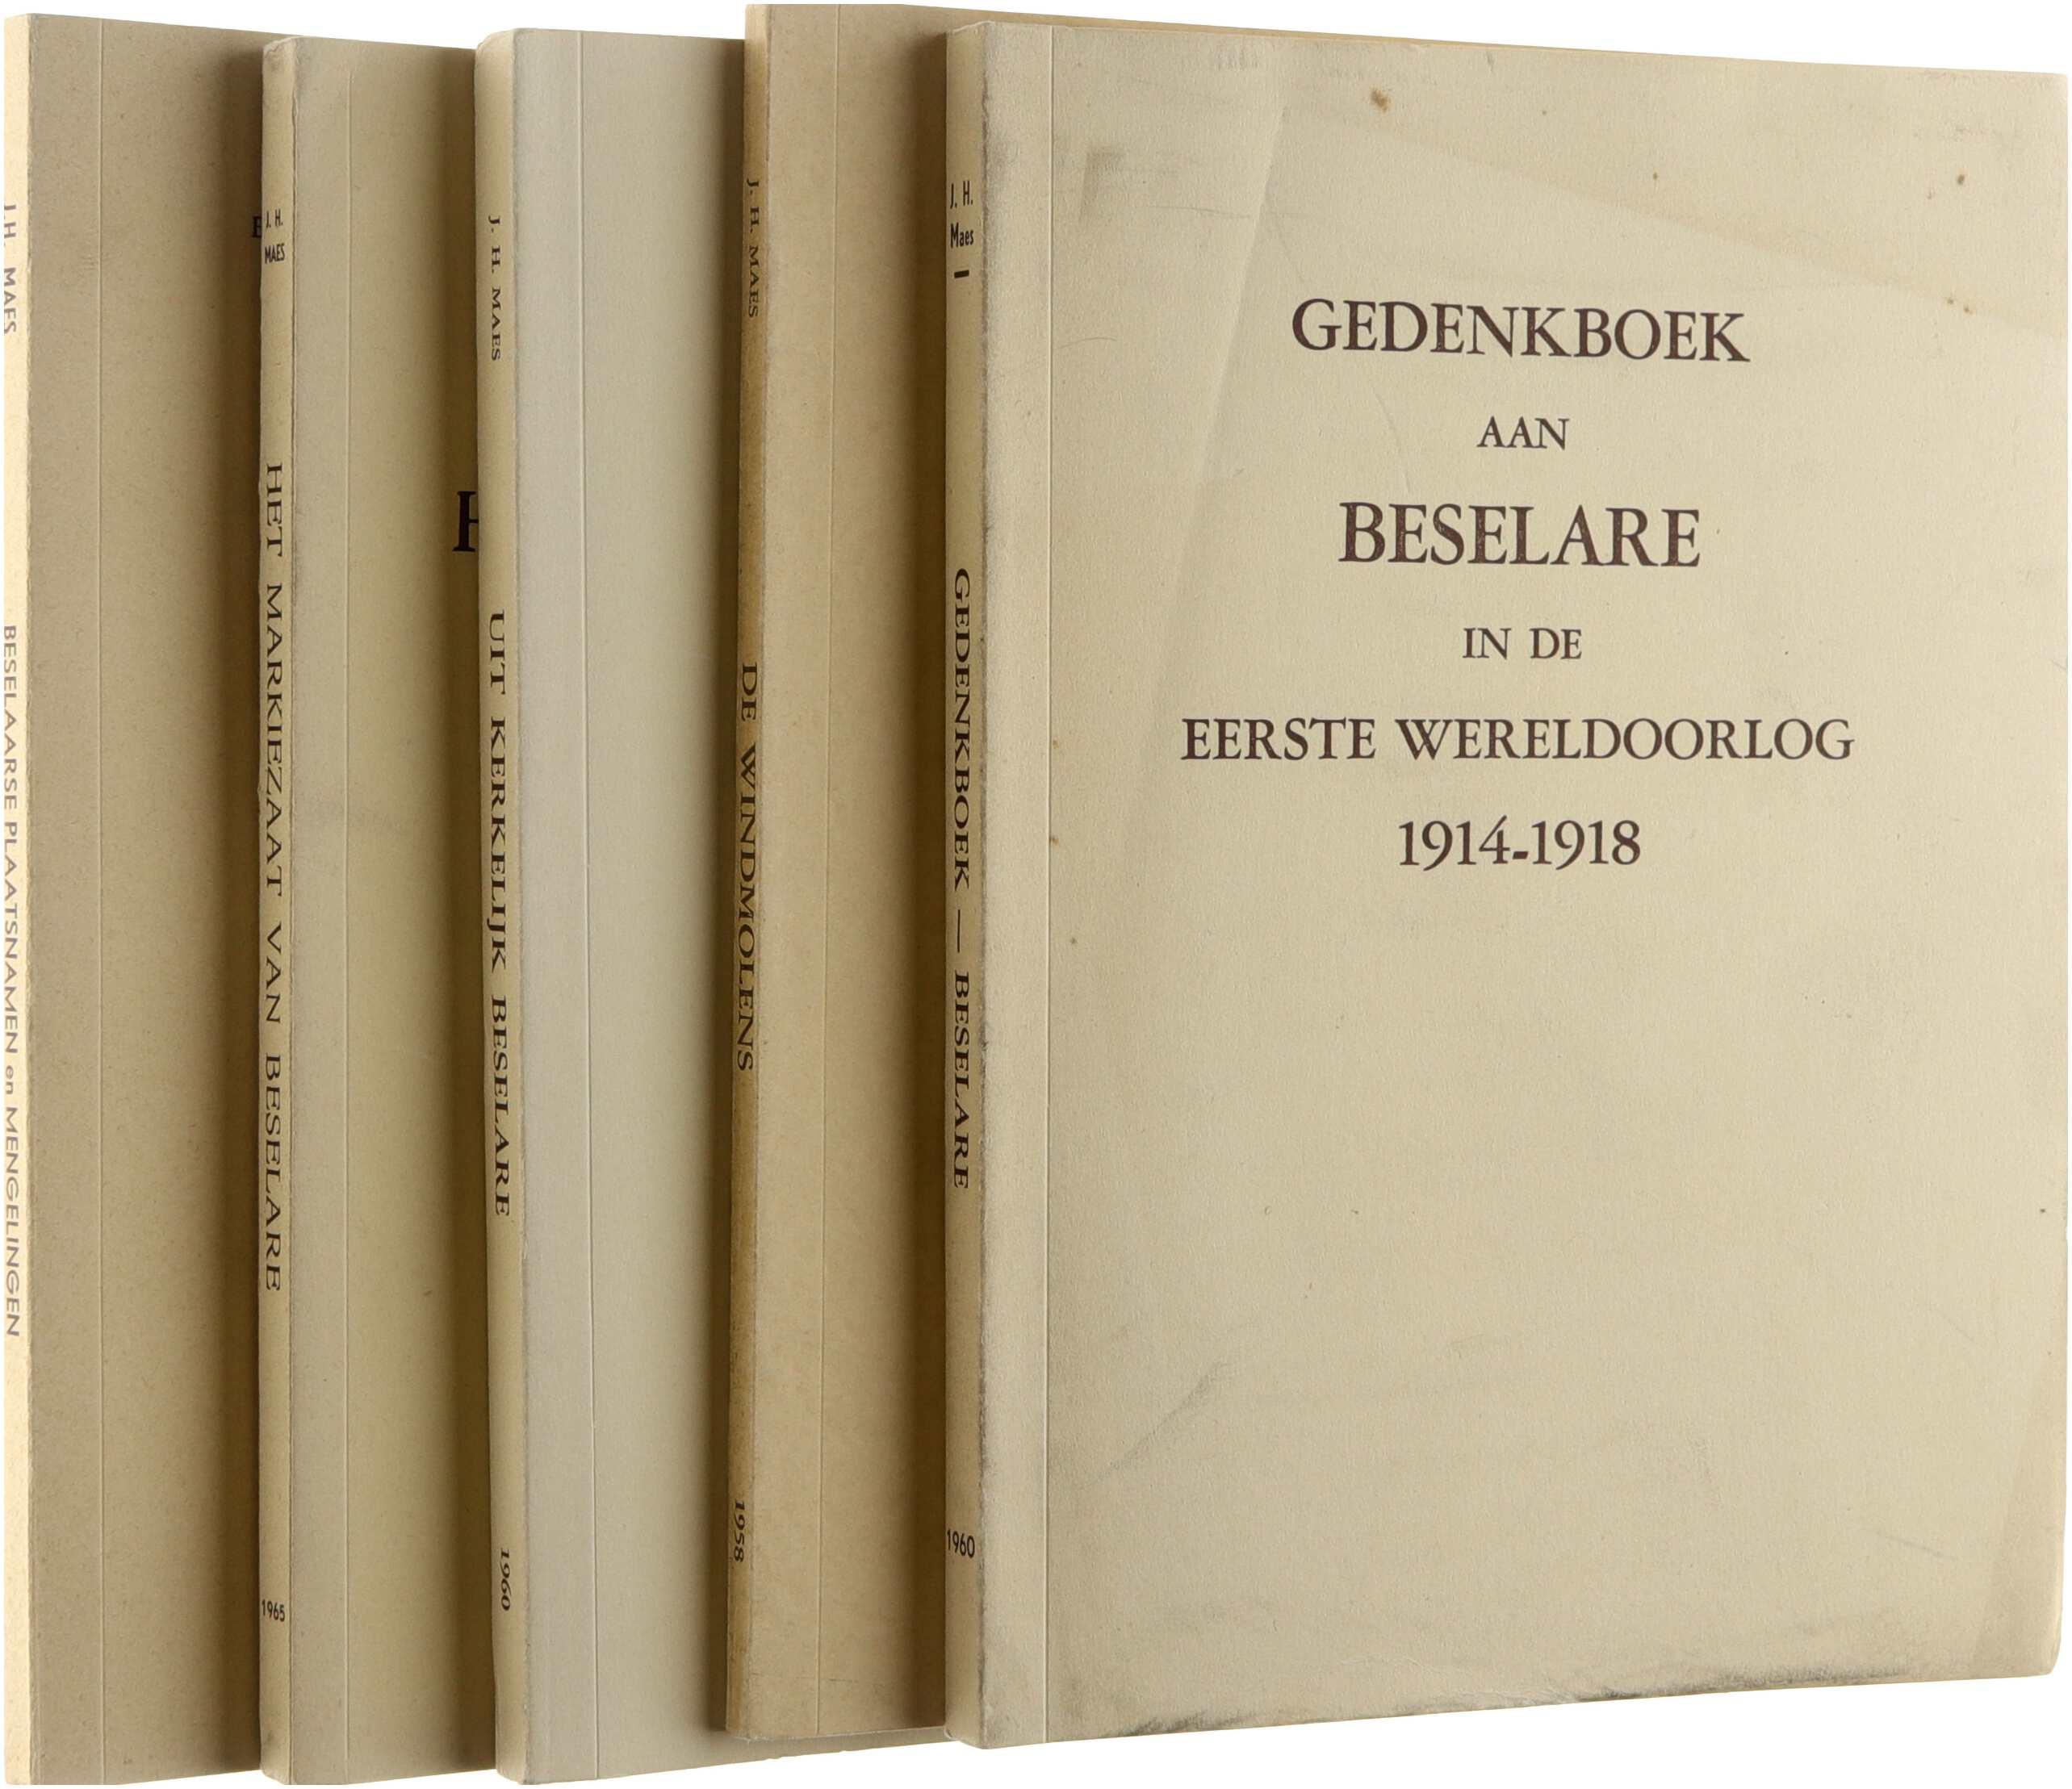 J.H. MAES
BESELAARSE PLAATSNAMEN en MENGELINGEN
J. H.
MAES
HET MARKIEZAAT VAN BESELARE
1965
J. H. MAES
UIT KERKELIJK BESELARE
1960
J. H. MAES
DE WINDMOLENS
1958
J. H.
Maes
GEDENKBOEK — BESELARE
1960
GEDENKBOEK
AAN
BESELARE
IN DE
EERSTE WERELDOORLOG
1914-1918